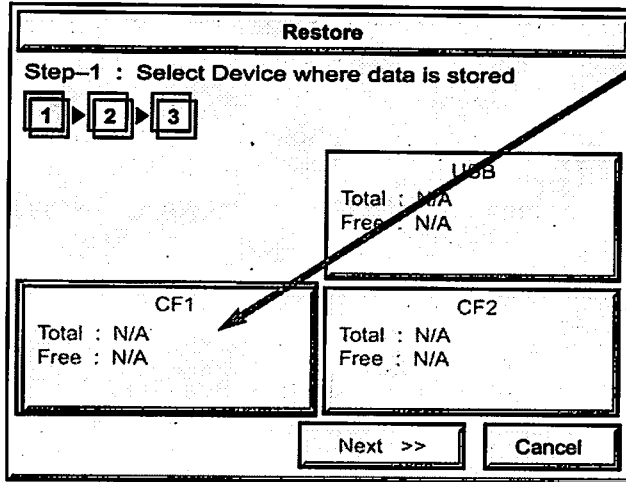 Restore
Step–1 : Select Device where data is stored
1 2 3
USB
Total : N/A
Free : N/A
CF1
Total : N/A
Free : N/A
CF2
Total : N/A
Free : N/A
Next >>
Cancel